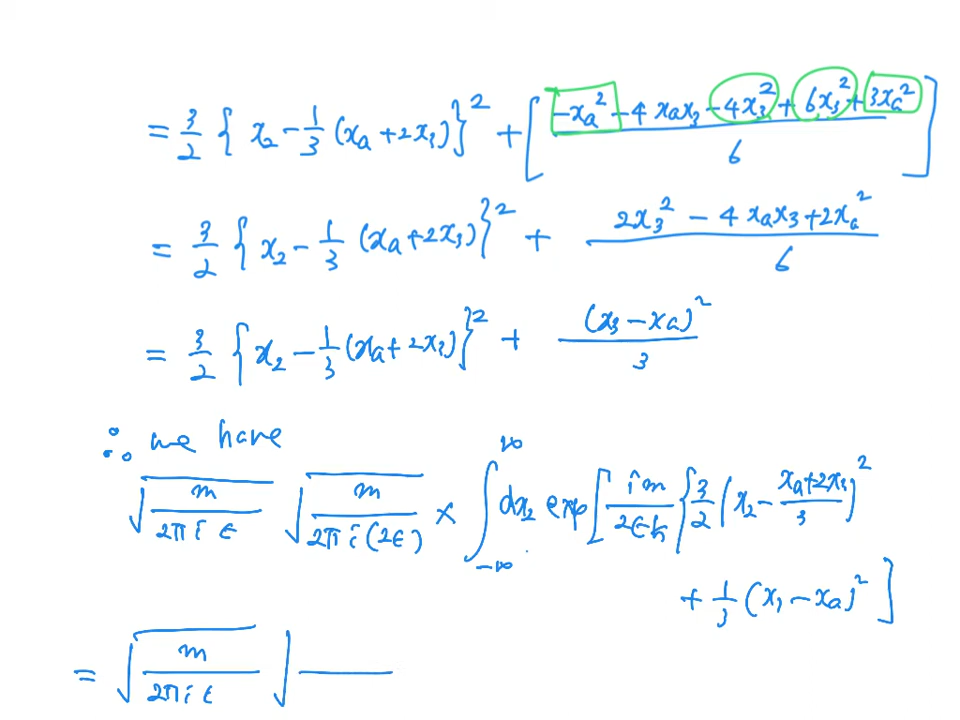 = 3/2 { x₂ - 1/3 (xₐ + 2x₃)}² + [ (-xₐ² - 4xₐx₃ - 4x₃² + 6x₃² + 3xₐ²)/6 ]
= 3/2 { x₂ - 1/3 (xₐ + 2x₃)}² + (2x₃² - 4xₐx₃ + 2xₐ²)/6
= 3/2 { x₂ - 1/3 (xₐ + 2x₃)}² + (x₃ - xₐ)²/3
∴ we have
√(m/2πiε) √(m/2πi(2ε)) × ∫_{-∞}^{∞} dx₂ exp[ im/2εħ { 3/2 (x₂ - (xₐ+2x₃)/3)²
+ 1/3 (x₃ - xₐ)² ]
= √(m/2πiε) √